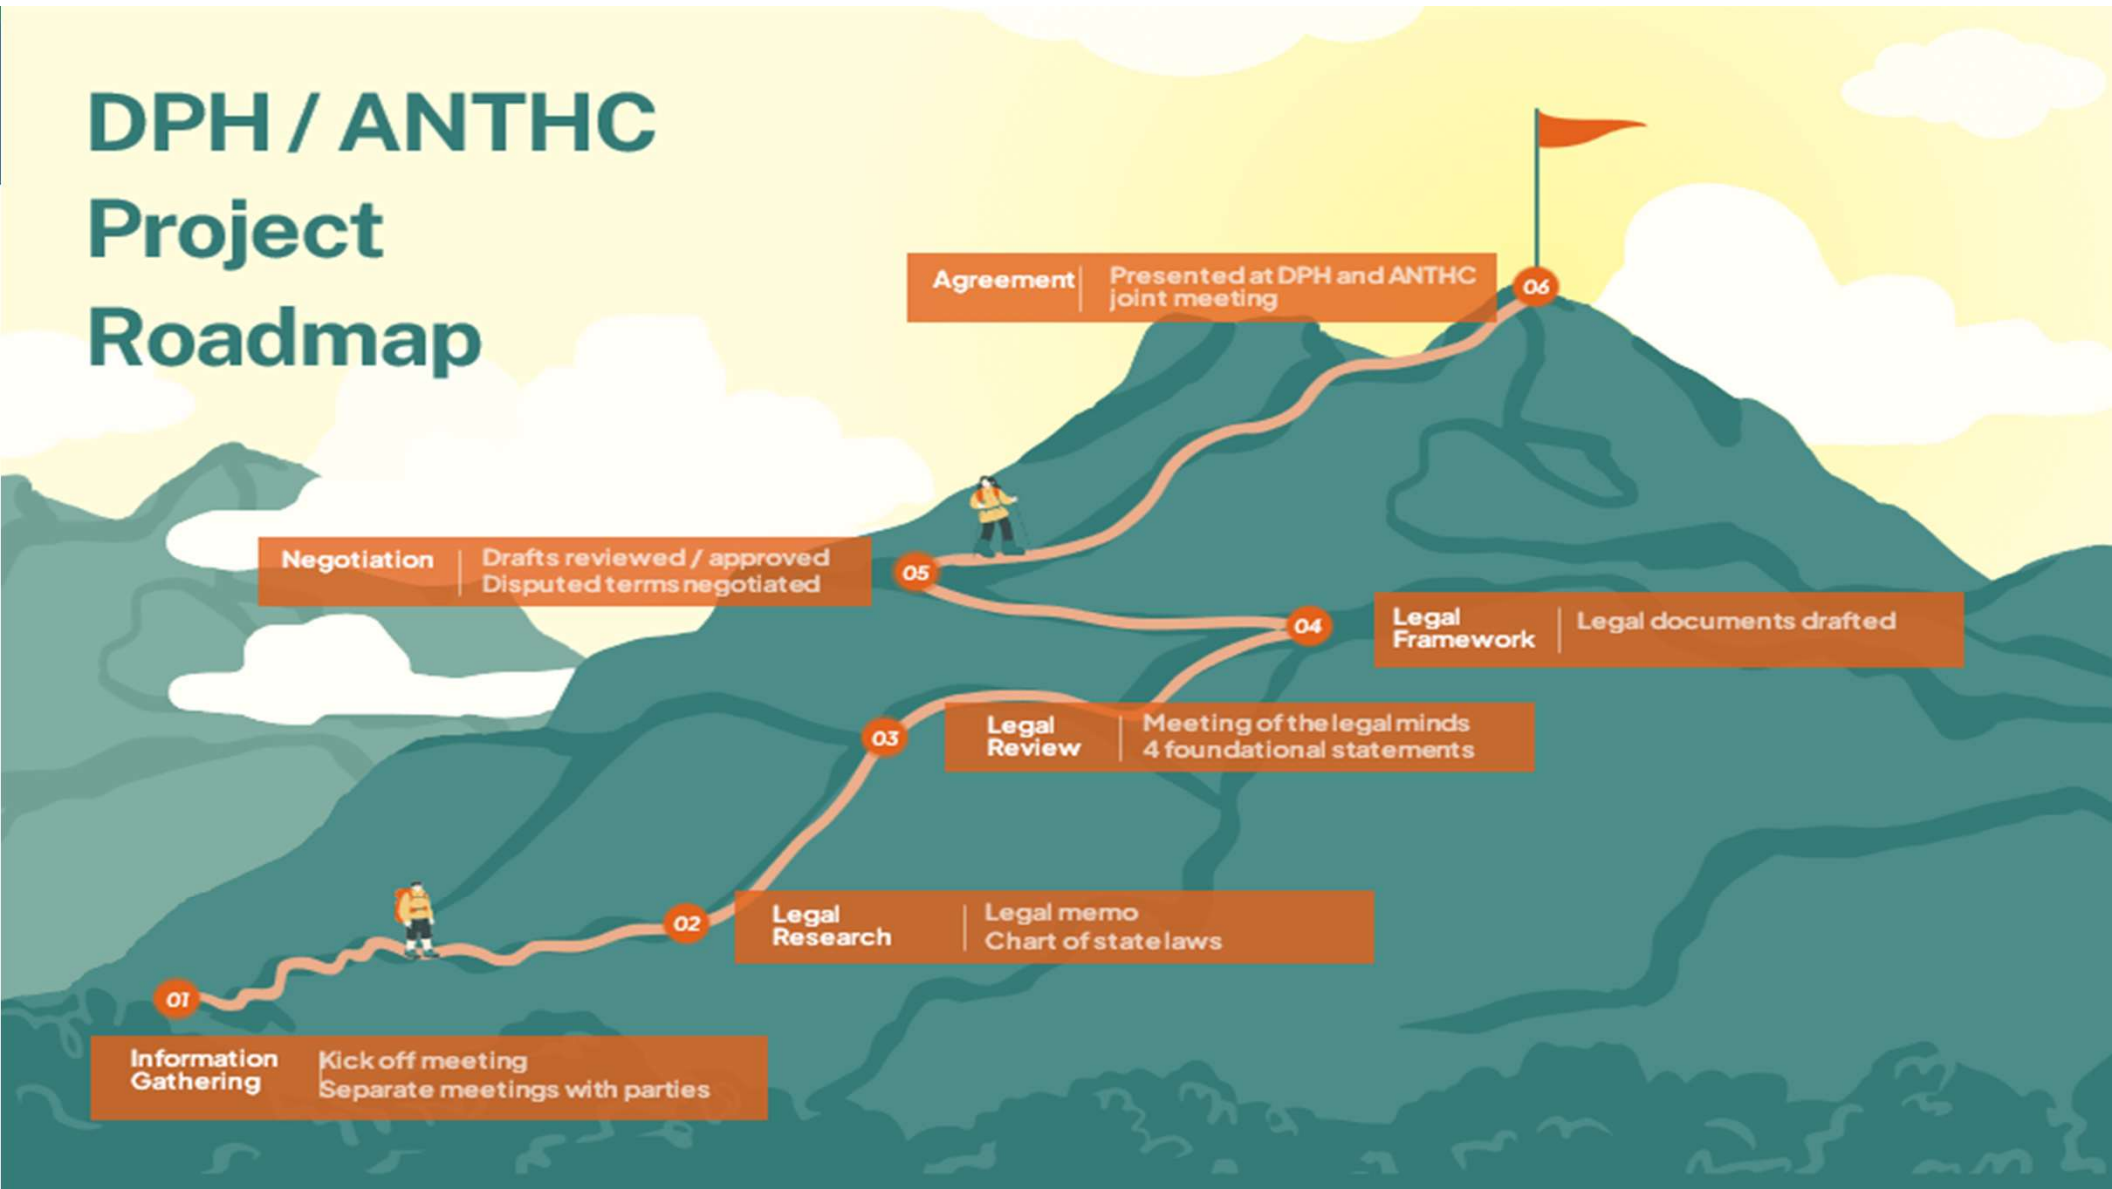 DPH / ANTHC
Project
Roadmap
06
Agreement
Presented at DPH and ANTHC
joint meeting
05
Negotiation
Drafts reviewed / approved
Disputed terms negotiated
04
Legal
Framework
Legal documents drafted
03
Legal
Review
Meeting of the legal minds
4 foundational statements
02
Legal
Research
Legal memo
Chart of state laws
01
Information
Gathering
Kick off meeting
Separate meetings with parties